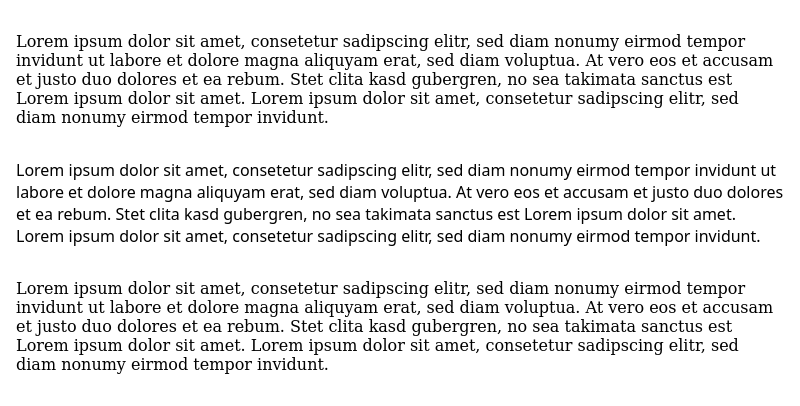 Lorem ipsum dolor sit amet, consetetur sadipscing elitr, sed diam nonumy eirmod tempor
invidunt ut labore et dolore magna aliquyam erat, sed diam voluptua. At vero eos et accusam
et justo duo dolores et ea rebum. Stet clita kasd gubergren, no sea takimata sanctus est
Lorem ipsum dolor sit amet. Lorem ipsum dolor sit amet, consetetur sadipscing elitr, sed
diam nonumy eirmod tempor invidunt.
Lorem ipsum dolor sit amet, consetetur sadipscing elitr, sed diam nonumy eirmod tempor invidunt ut
labore et dolore magna aliquyam erat, sed diam voluptua. At vero eos et accusam et justo duo dolores
et ea rebum. Stet clita kasd gubergren, no sea takimata sanctus est Lorem ipsum dolor sit amet.
Lorem ipsum dolor sit amet, consetetur sadipscing elitr, sed diam nonumy eirmod tempor invidunt.
Lorem ipsum dolor sit amet, consetetur sadipscing elitr, sed diam nonumy eirmod tempor
invidunt ut labore et dolore magna aliquyam erat, sed diam voluptua. At vero eos et accusam
et justo duo dolores et ea rebum. Stet clita kasd gubergren, no sea takimata sanctus est
Lorem ipsum dolor sit amet. Lorem ipsum dolor sit amet, consetetur sadipscing elitr, sed
diam nonumy eirmod tempor invidunt.